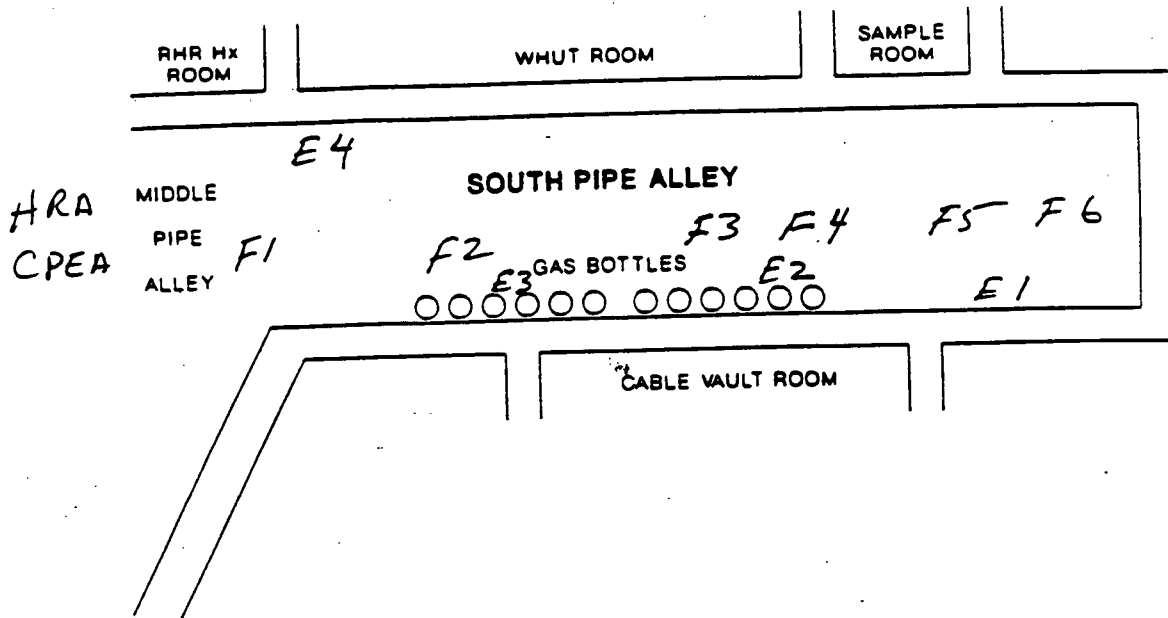 RHR Hx
ROOM
WHUT ROOM
SAMPLE
ROOM
E4
SOUTH PIPE ALLEY
HRA
CPEA
MIDDLE
PIPE
ALLEY
F1
F2
F3
F4
F5
F6
E3
GAS BOTTLES
E2
E1
CABLE VAULT ROOM